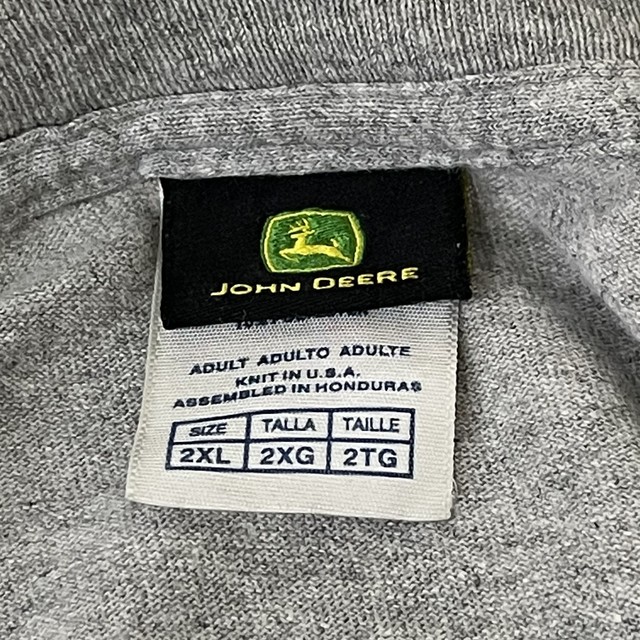 JOHN DEERE
ADULT ADULTO ADULTE
KNIT IN U.S.A.
ASSEMBLED IN HONDURAS
SIZE TALLA TAILLE
2XL 2XG 2TG